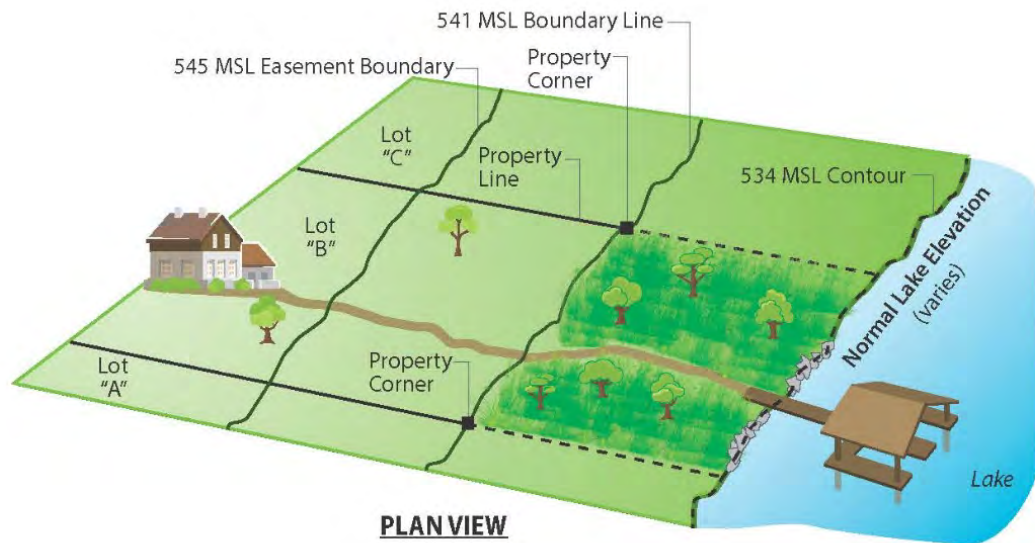 541 MSL Boundary Line
545 MSL Easement Boundary
Property
Corner
Lot
"C"
Property
Line
534 MSL Contour
Lot
"B"
Normal Lake Elevation
(varies)
Lot
"A"
Property
Corner
Lake
PLAN VIEW